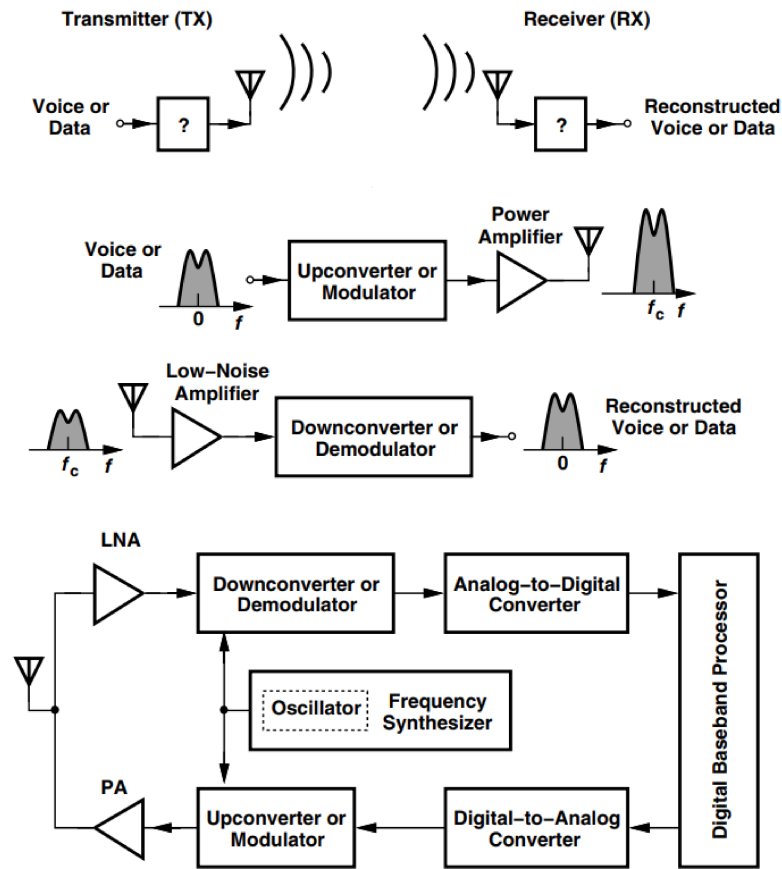 Transmitter (TX)
Receiver (RX)
Voice or
Data
?
?
Reconstructed
Voice or Data
Voice or
Data
0
f
Upconverter or
Modulator
Power
Amplifier
fc
f
fc
f
Low−Noise
Amplifier
Downconverter or
Demodulator
0
f
Reconstructed
Voice or Data
LNA
Downconverter or
Demodulator
Analog−to−Digital
Converter
Digital Baseband Processor
Oscillator
Frequency
Synthesizer
PA
Upconverter or
Modulator
Digital−to−Analog
Converter